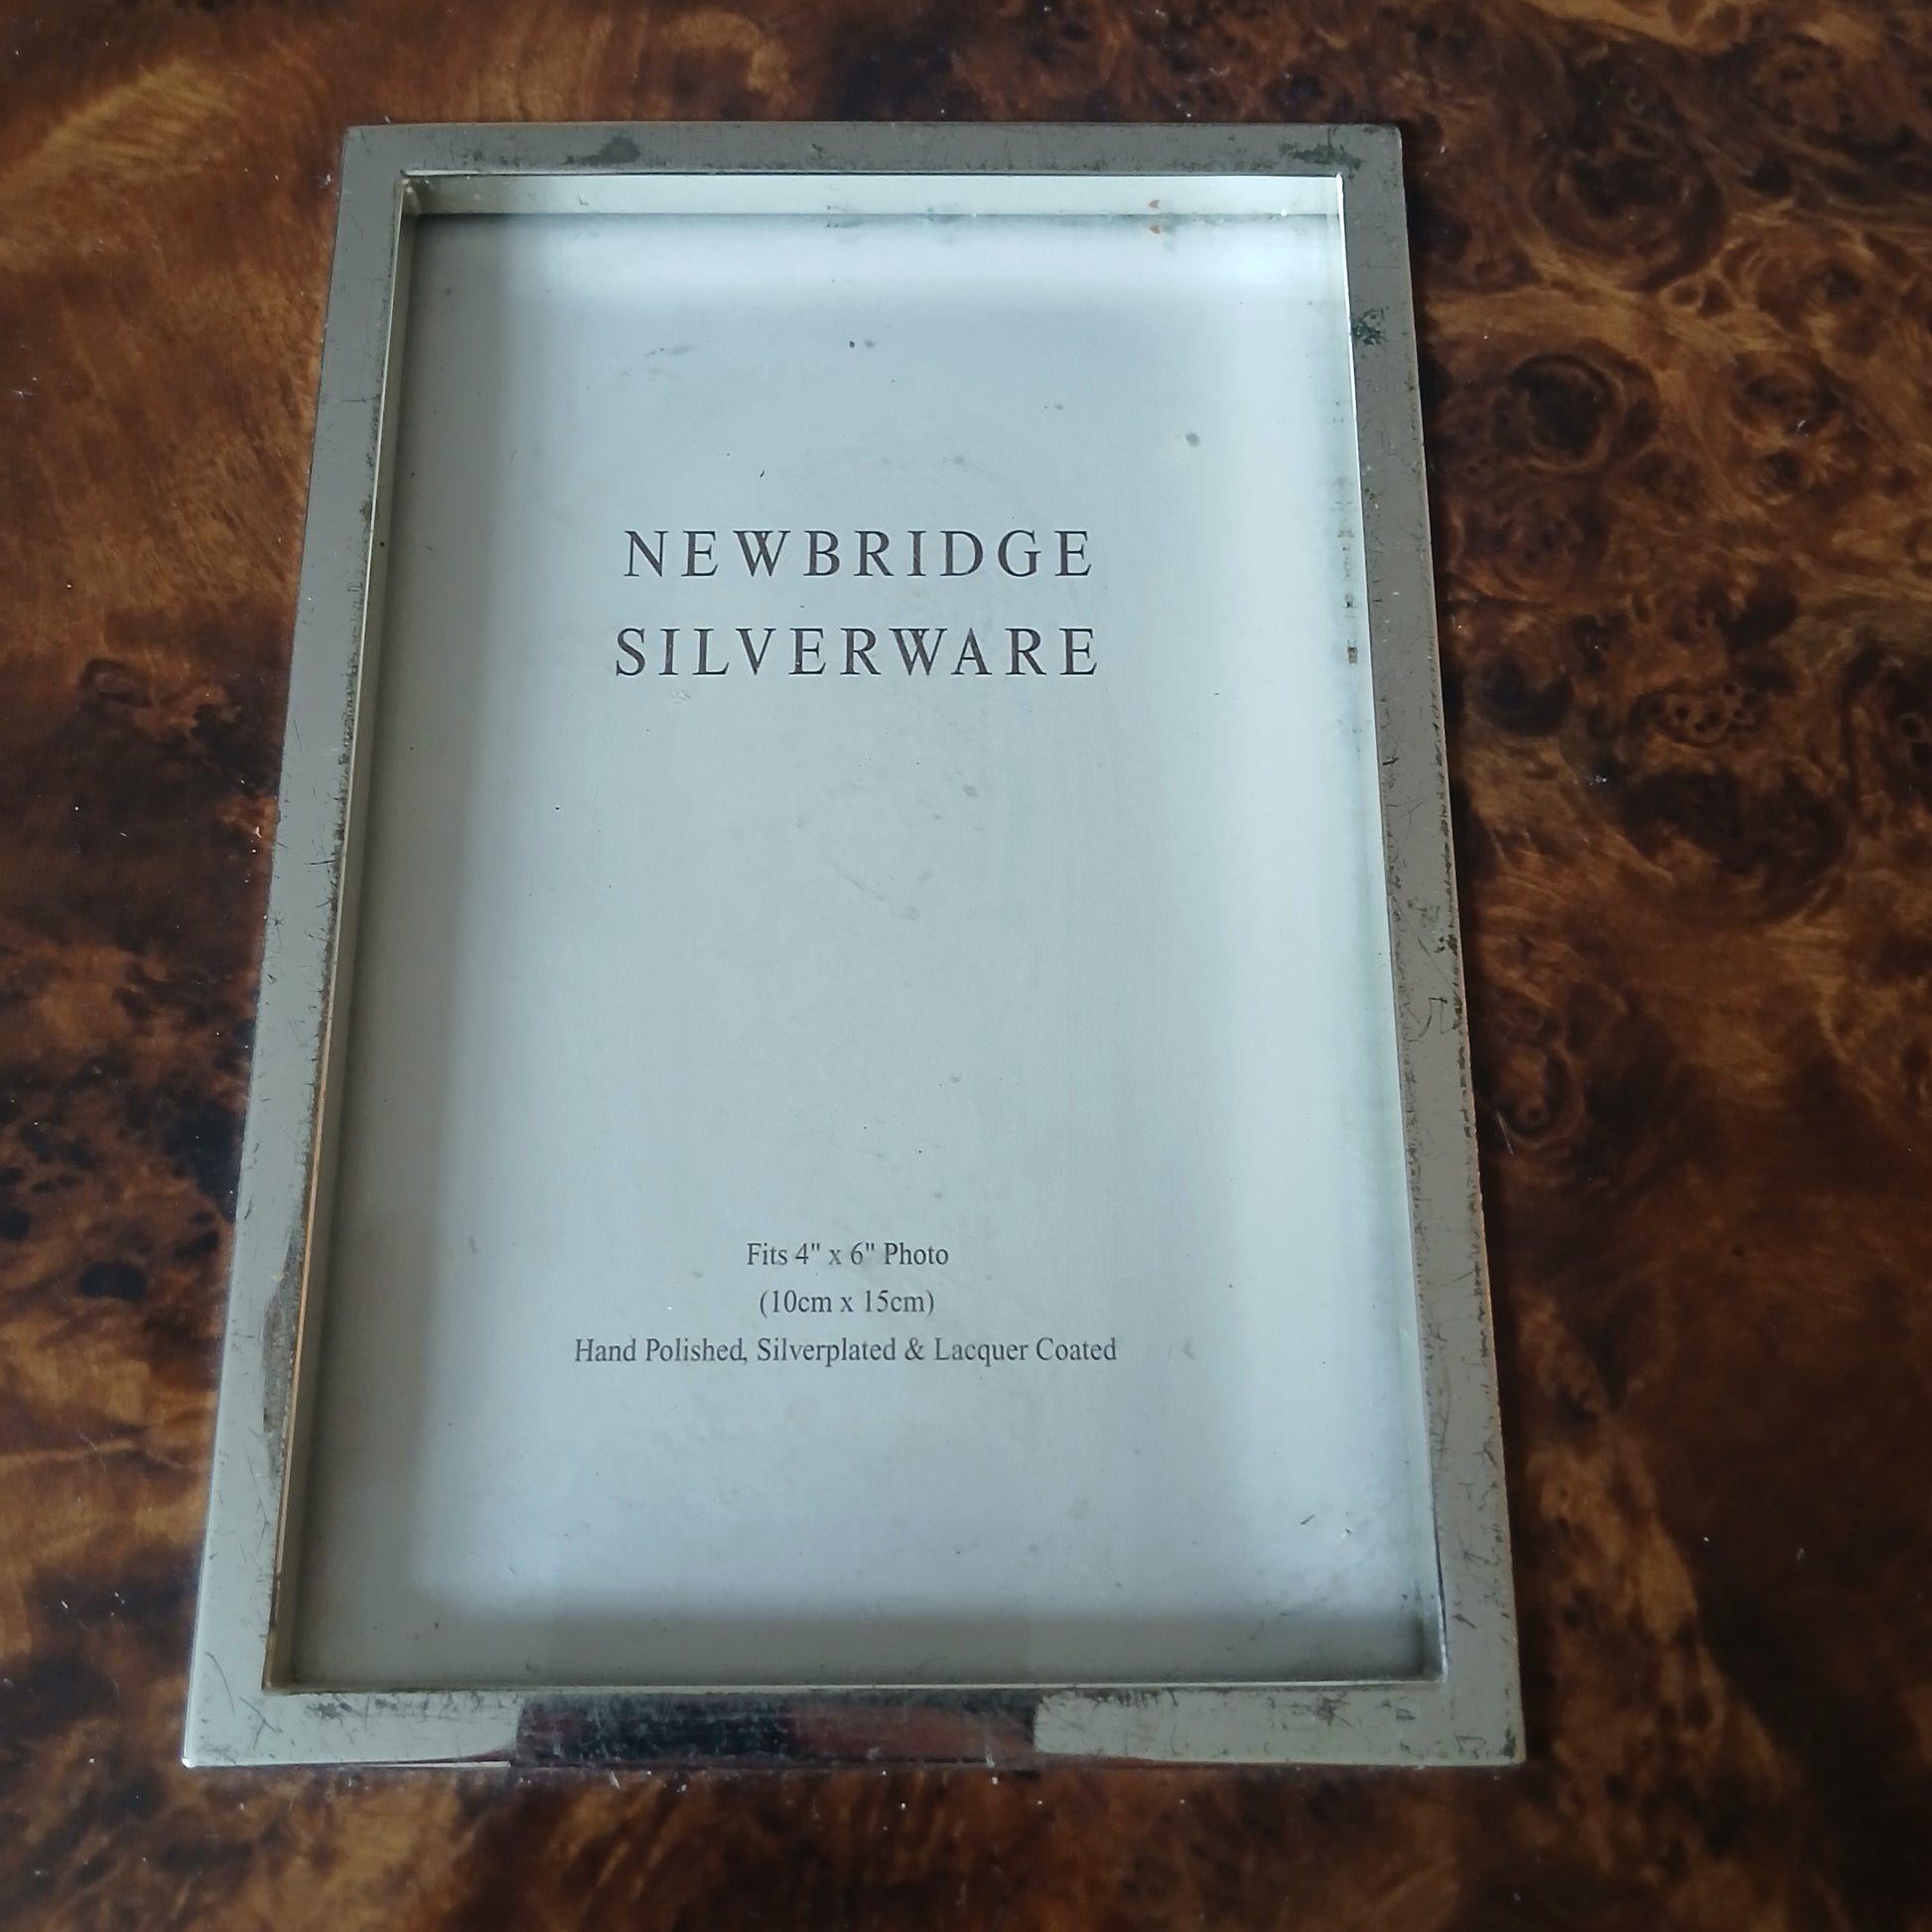 NEWBRIDGE
SILVERWARE
Fits 4" x 6" Photo
(10cm x 15cm)
Hand Polished, Silverplated & Lacquer Coated